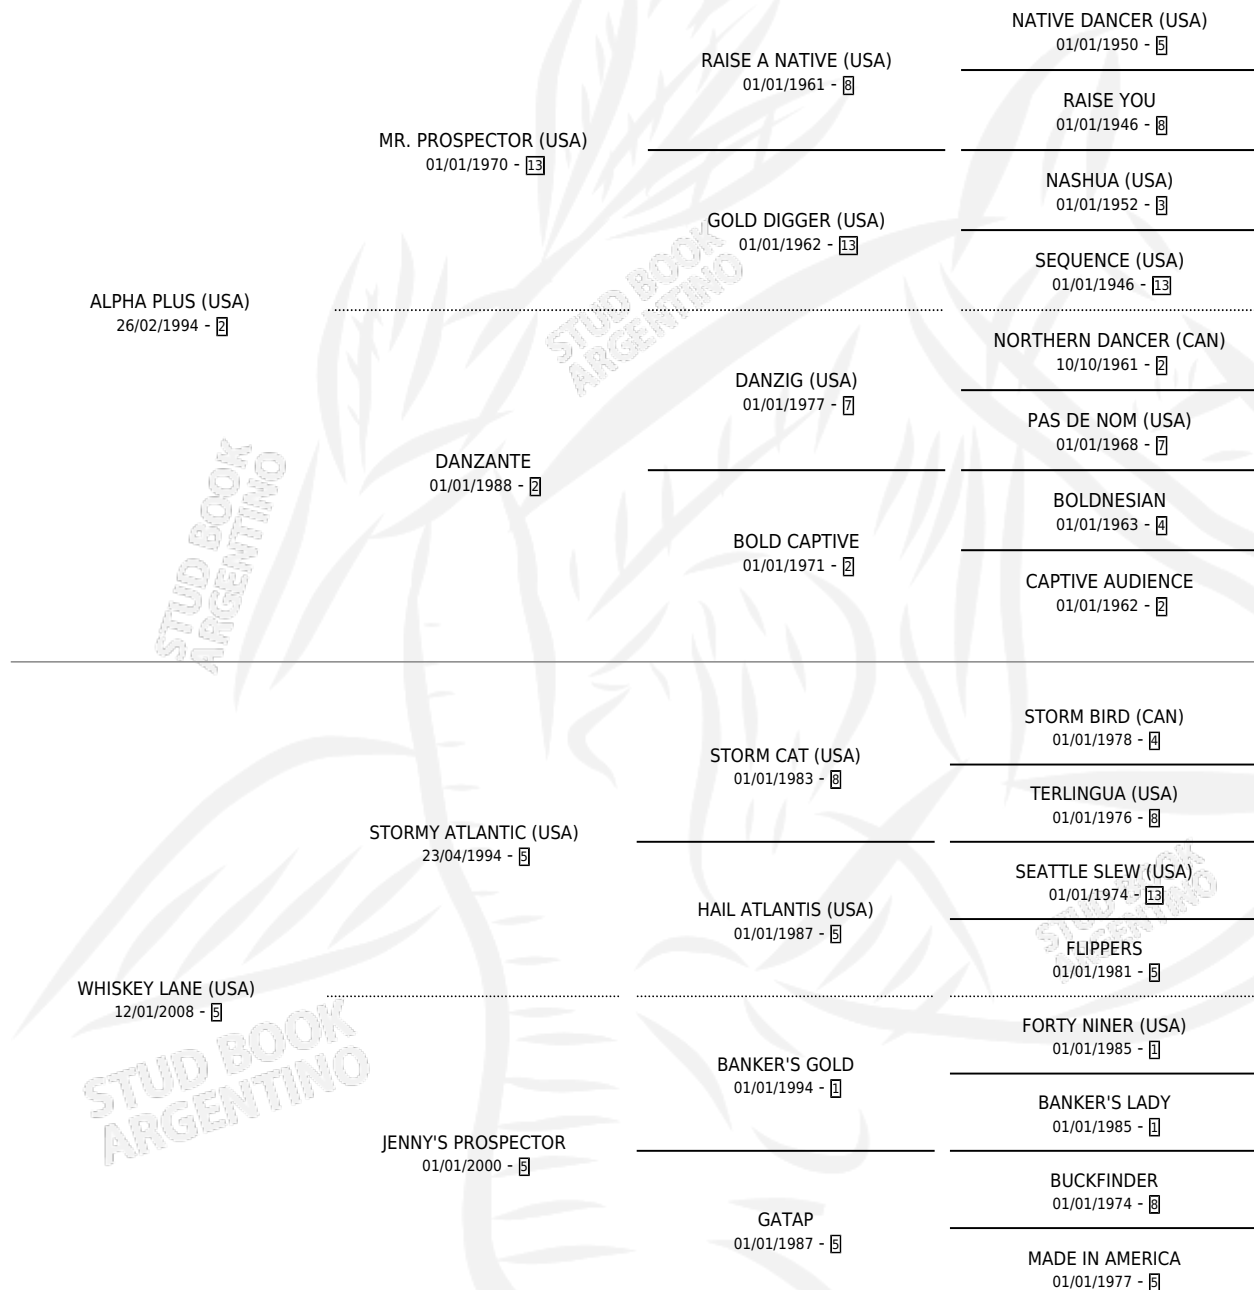 NATIVE DANCER (USA)
01/01/1950 - 5
RAISE A NATIVE (USA)
01/01/1961 - 8
RAISE YOU
01/01/1946 - 8
MR. PROSPECTOR (USA)
01/01/1970 - 13
NASHUA (USA)
01/01/1952 - 3
GOLD DIGGER (USA)
01/01/1962 - 13
SEQUENCE (USA)
01/01/1946 - 13
ALPHA PLUS (USA)
26/02/1994 - 2
NORTHERN DANCER (CAN)
10/10/1961 - 2
DANZIG (USA)
01/01/1977 - 7
PAS DE NOM (USA)
01/01/1968 - 7
DANZANTE
01/01/1988 - 2
BOLDNESIAN
01/01/1963 - 4
BOLD CAPTIVE
01/01/1971 - 2
CAPTIVE AUDIENCE
01/01/1962 - 2
STUD BOOK
ARGENTINO
STUD BOOK
ARGENTINO
STORM BIRD (CAN)
01/01/1978 - 4
STORM CAT (USA)
01/01/1983 - 8
TERLINGUA (USA)
01/01/1976 - 8
STORMY ATLANTIC (USA)
23/04/1994 - 5
SEATTLE SLEW (USA)
01/01/1974 - 13
HAIL ATLANTIS (USA)
01/01/1987 - 5
FLIPPERS
01/01/1981 - 5
STUD BOOK
ARGENTINO
WHISKEY LANE (USA)
12/01/2008 - 5
FORTY NINER (USA)
01/01/1985 - 1
BANKER'S GOLD
01/01/1994 - 1
BANKER'S LADY
01/01/1985 - 1
JENNY'S PROSPECTOR
01/01/2000 - 5
BUCKFINDER
01/01/1974 - 8
GATAP
01/01/1987 - 5
MADE IN AMERICA
01/01/1977 - 5
STUD BOOK
ARGENTINO